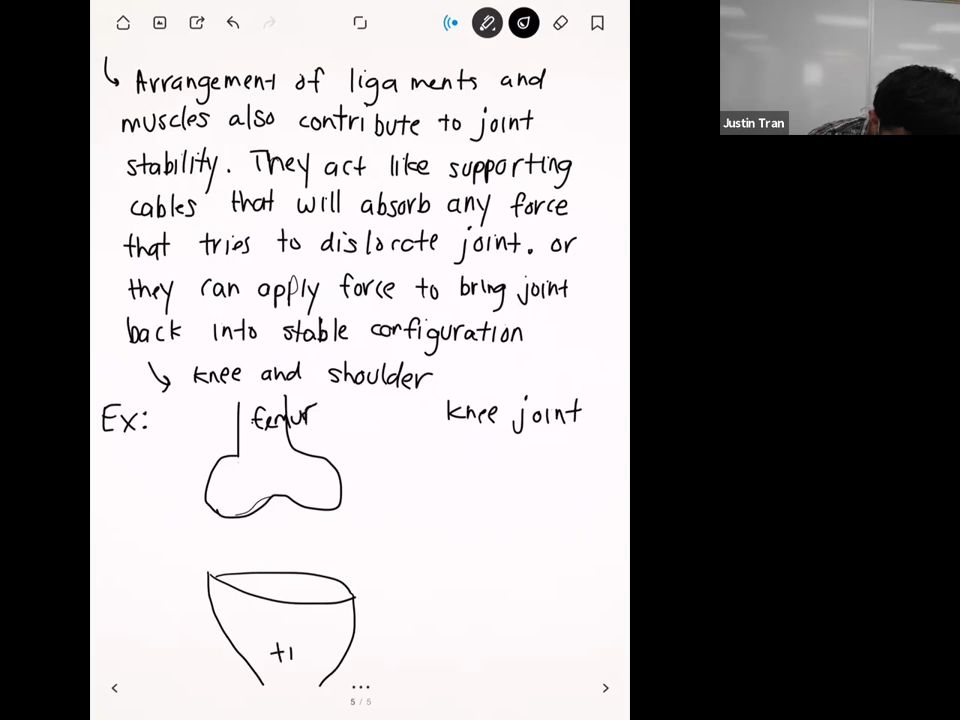 ↳ Arrangement of ligaments and
muscles also contribute to joint
stability. They act like supporting
cables that will absorb any force
that tries to dislocate joint. or
they can apply force to bring joint
back into stable configuration
↳ knee and shoulder
Ex: femur knee joint
ti
5 / 5
Justin Tran